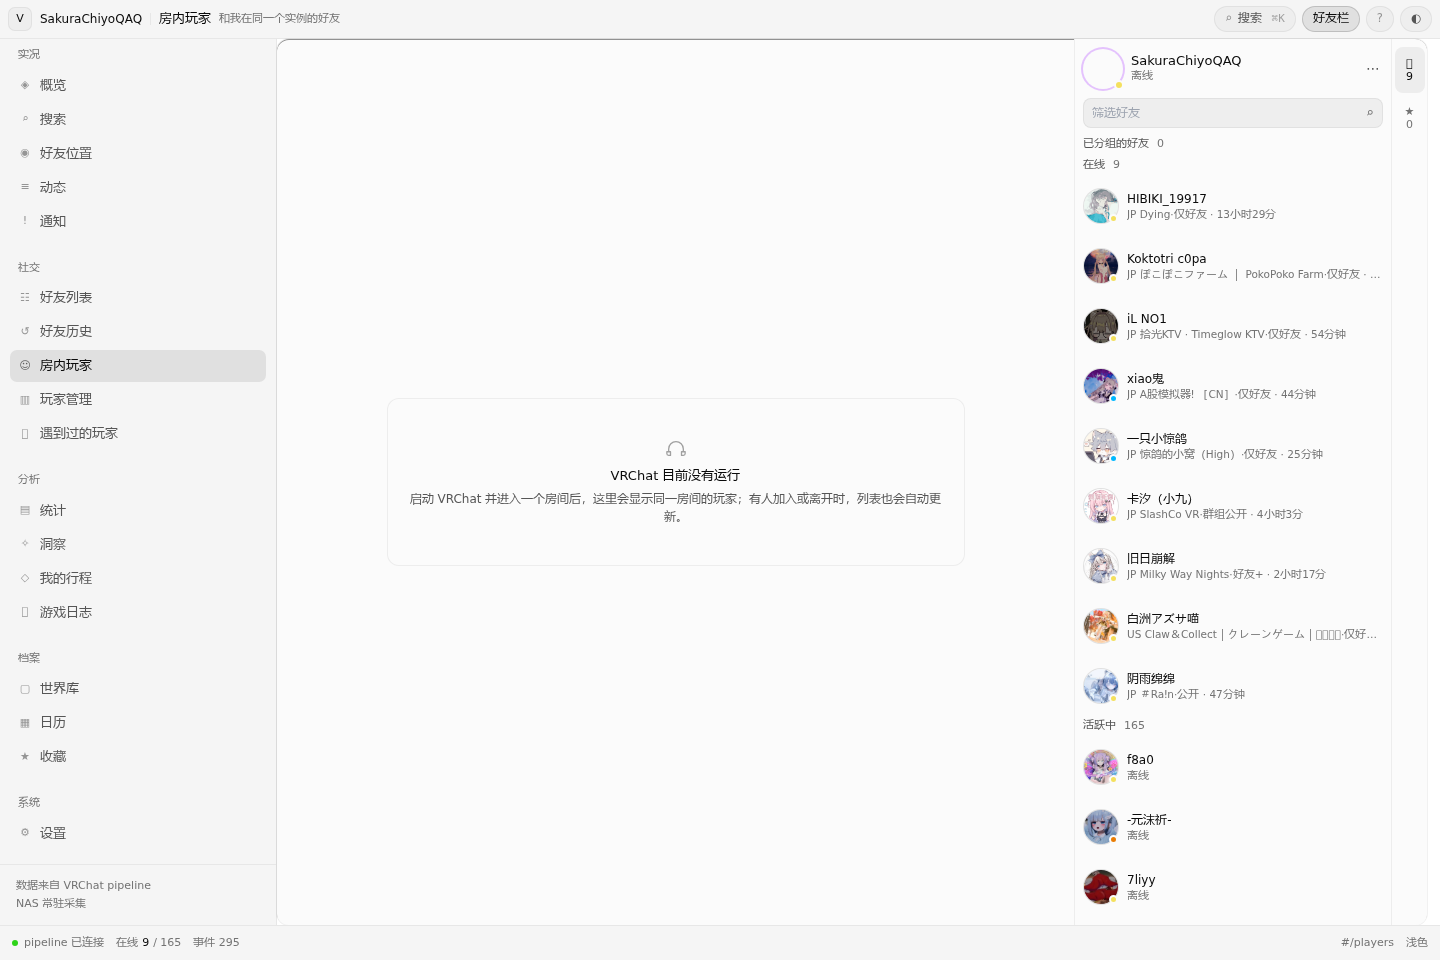 V SakuraChiyoQAQ 房内玩家 和我在同一个实例的好友
搜索 ⌘K 好友栏 ?
实况
概览
搜索
好友位置
动态
通知
社交
好友列表
好友历史
房内玩家
玩家管理
遇到过的玩家
分析
统计
洞察
我的行程
游戏日志
档案
世界库
日历
收藏
系统
设置
数据来自 VRChat pipeline
NAS 常驻采集
VRChat 目前没有运行
启动 VRChat 并进入一个房间后，这里会显示同一房间的玩家；有人加入或离开时，列表也会自动更
新。
SakuraChiyoQAQ
离线
筛选好友
已分组的好友 0
在线 9
HIBIKI_19917
JP Dying·仅好友 · 13小时29分
Koktotri c0pa
JP ぽこぽこファーム ｜ PokoPoko Farm·仅好友 · …
iL NO1
JP 拾光KTV · Timeglow KTV·仅好友 · 54分钟
xiao鬼
JP A股模拟器！［CN］·仅好友 · 44分钟
一只小惊鸽
JP 惊鸽的小窝（High）·仅好友 · 25分钟
卡汐（小九）
JP SlashCo VR·群组公开 · 4小时3分
旧日崩解
JP Milky Way Nights·好友+ · 2小时17分
白洲アズサ喵
US Claw＆Collect | クレーンゲーム | ·仅好…
阴雨绵绵
JP ＃Ra!n·公开 · 47分钟
活跃中 165
f8a0
离线
-元沫祈-
离线
7liyy
离线
9
★
0
pipeline 已连接 在线 9 / 165 事件 295
#/players 浅色